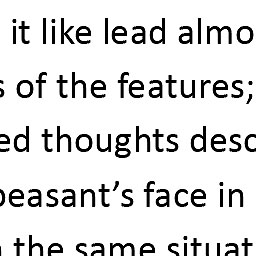 it like lead almo
s of the features;
ed thoughts desc
peasant’s face in
the same situat